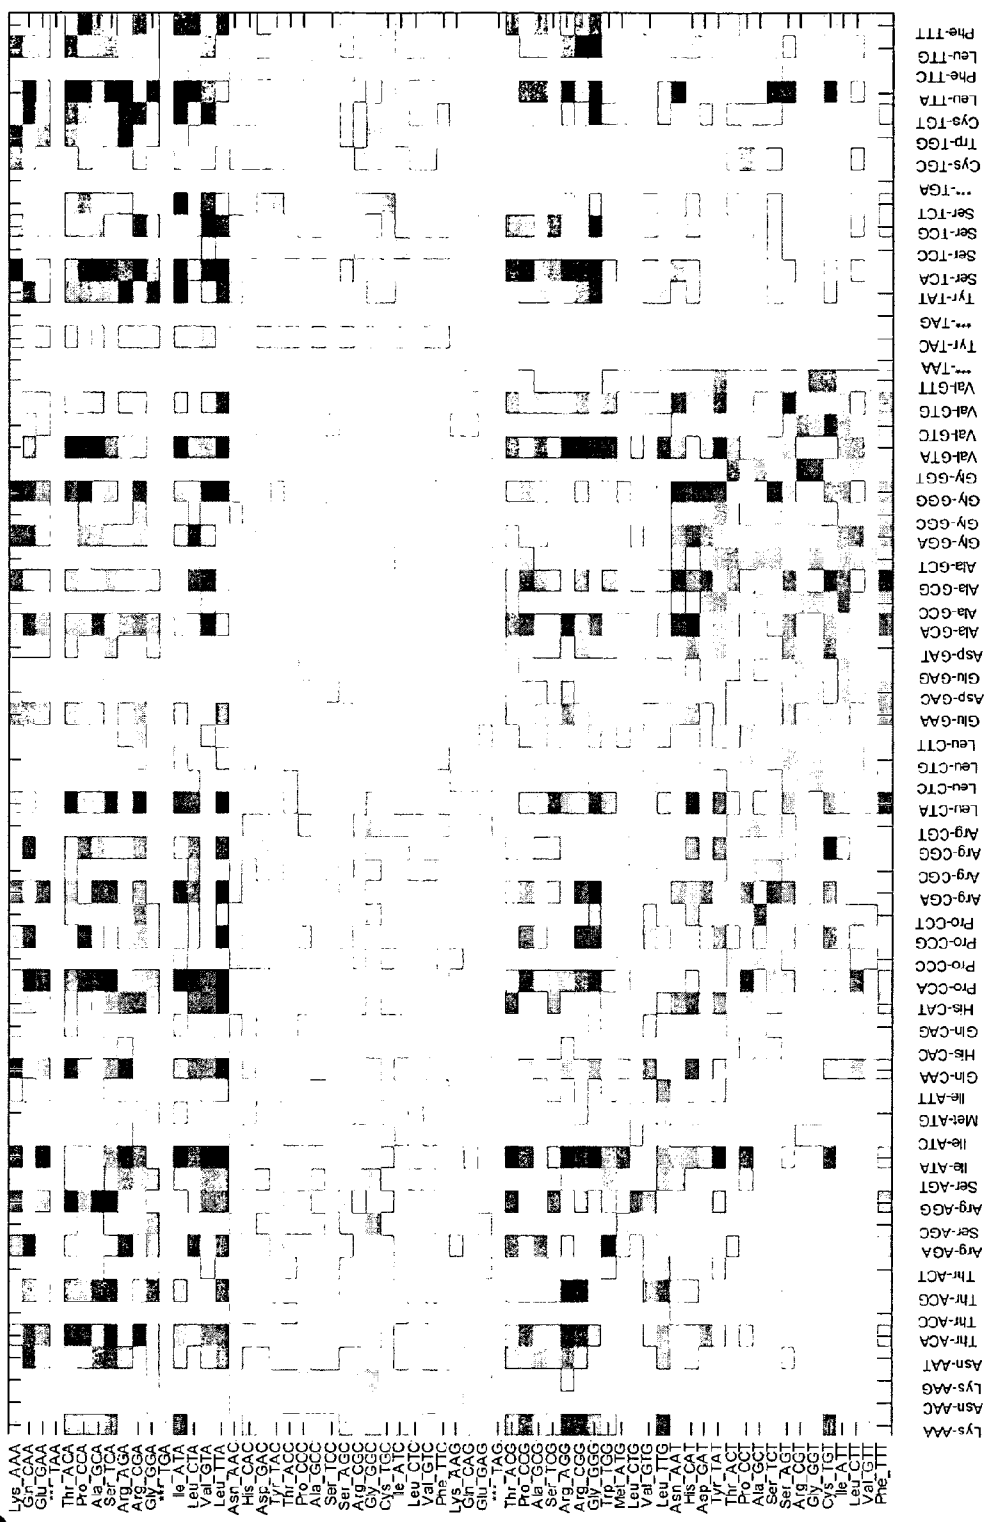 Phe-TTT
Leu-TTG
Phe-TTC
Leu-TTA
Cys-TGT
Trp-TGG
Cys-TGC
***-TGA
Ser-TCT
Ser-TCG
Ser-TCC
Ser-TCA
Tyr-TAT
***-TAG
Tyr-TAC
***-TAA
Val-GTT
Val-GTG
Val-GTC
Val-GTA
Gly-GGT
Gly-GGG
Gly-GGC
Gly-GGA
Ala-GCT
Ala-GCG
Ala-GCC
Ala-GCA
Asp-GAT
Glu-GAG
Asp-GAC
Glu-GAA
Leu-CTT
Leu-CTG
Leu-CTC
Leu-CTA
Arg-CGT
Arg-CGG
Arg-CGC
Arg-CGA
Pro-CCT
Pro-CCG
Pro-CCC
Pro-CCA
His-CAT
Gln-CAG
His-CAC
Gln-CAA
Ile-ATT
Met-ATG
Ile-ATC
Ile-ATA
Ser-AGT
Arg-AGG
Ser-AGC
Arg-AGA
Thr-ACT
Thr-ACG
Thr-ACC
Thr-ACA
Asn-AAT
Lys-AAG
Asn-AAC
Lys-AAA
Lys_AAA
Gln_CAA
Glu_GAA
***_TAA
Thr_ACA
Pro_CCA
Ala_GCA
Ser_TCA
Arg_AGA
Arg_CGA
Gly_GGA
***_TGA
Ile_ATA
Leu_CTA
Val_GTA
Leu_TTA
Asn_AAC
His_CAC
Asp_GAC
Tyr_TAC
Thr_ACC
Pro_CCC
Ala_GCC
Ser_TCC
Ser_AGC
Arg_CGC
Gly_GGC
Cys_TGC
Ile_ATC
Leu_CTC
Val_GTC
Phe_TTC
Lys_AAG
Gln_CAG
Glu_GAG
***_TAG
Thr_ACG
Pro_CCG
Ala_GCG
Ser_TCG
Arg_AGG
Arg_CGG
Gly_GGG
Trp_TGG
Met_ATG
Leu_CTG
Val_GTG
Leu_TTG
Asn_AAT
His_CAT
Asp_GAT
Tyr_TAT
Thr_ACT
Pro_CCT
Ala_GCT
Ser_TCT
Ser_AGT
Arg_CGT
Gly_GGT
Cys_TGT
Ile_ATT
Leu_CTT
Val_GTT
Phe_TTT